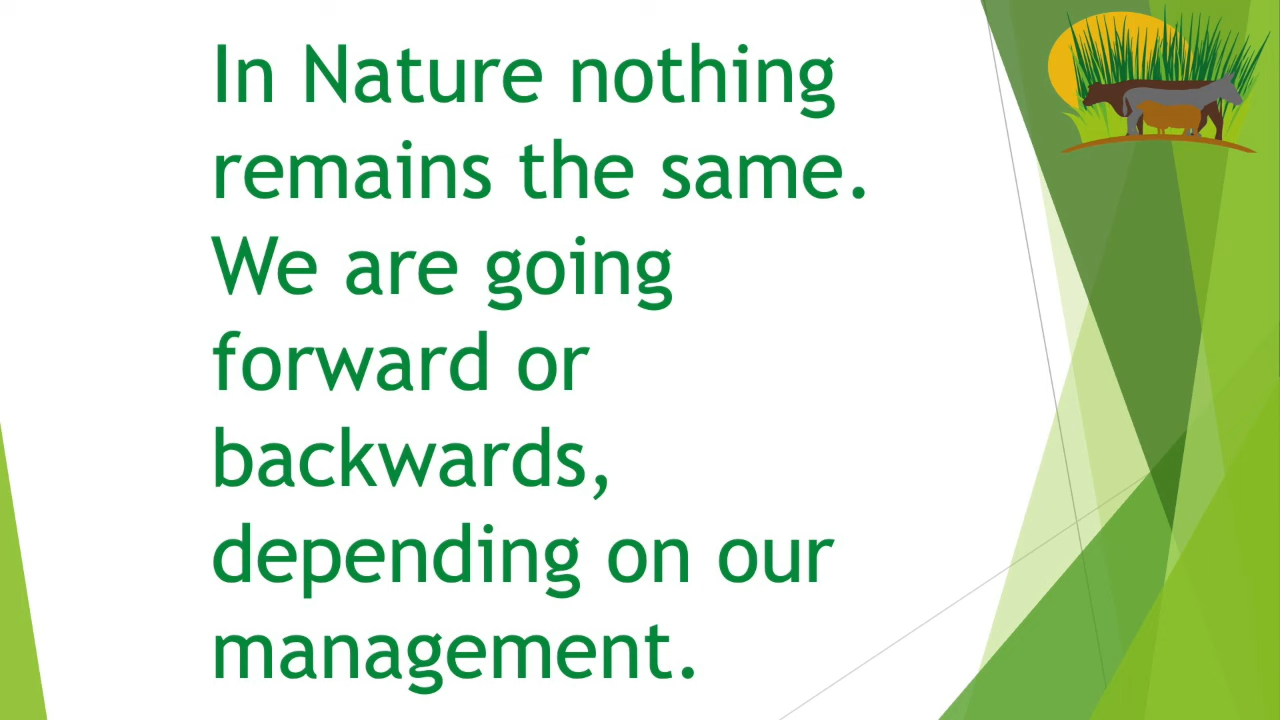 In Nature nothing
remains the same.
We are going
forward or
backwards,
depending on our
management.